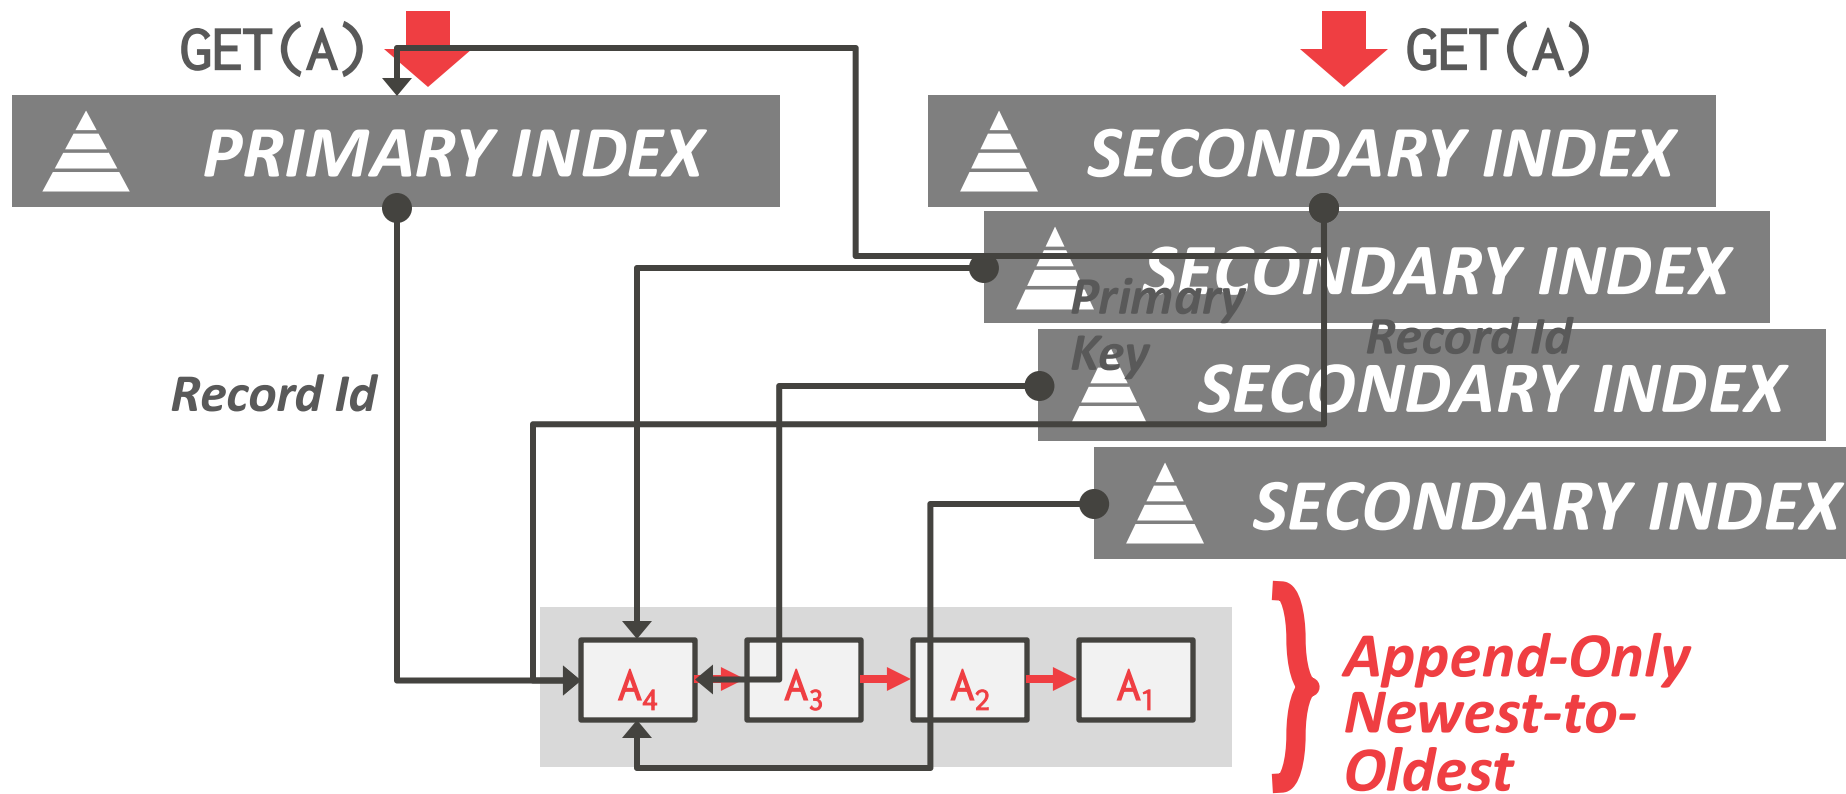 GET(A)
GET(A)
PRIMARY INDEX
SECONDARY INDEX
SECONDARY INDEX
Primary
Key
Record Id
SECONDARY INDEX
Record Id
SECONDARY INDEX
A4
A3
A2
A1
Append-Only
Newest-to-
Oldest